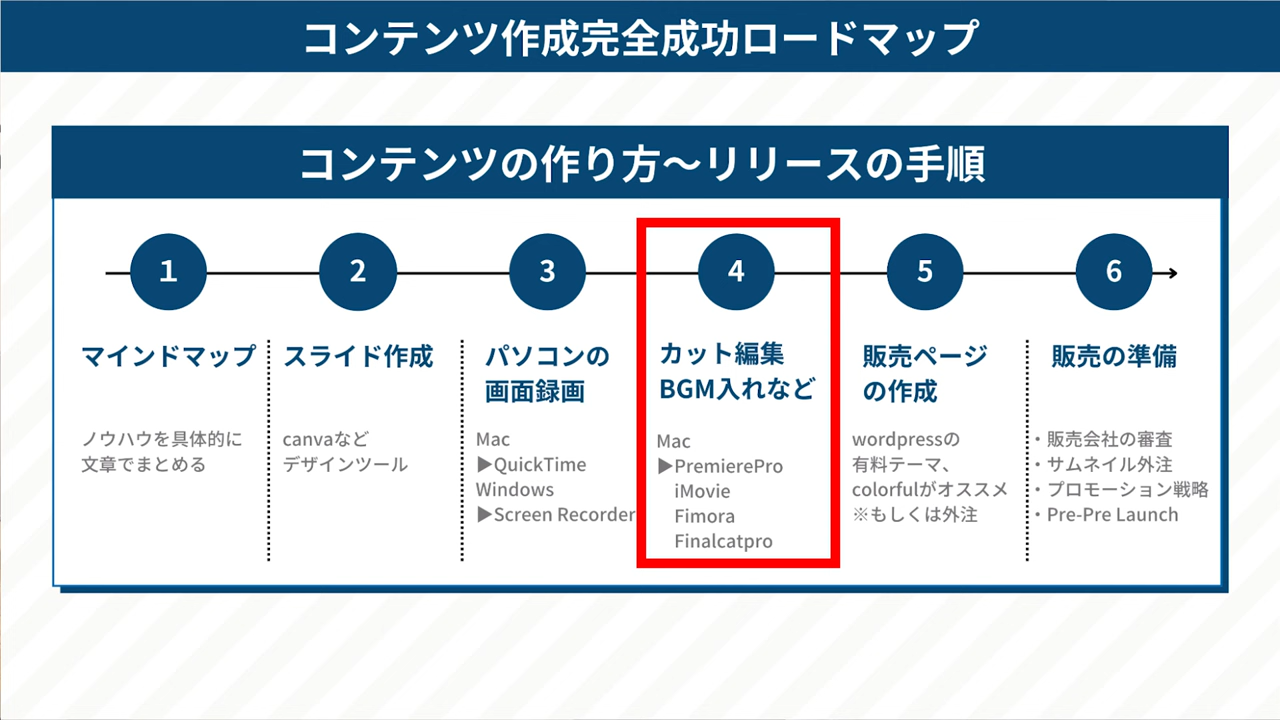 コンテンツ作成完全成功ロードマップ
コンテンツの作り方〜リリースの手順
1
マインドマップ
ノウハウを具体的に
文章でまとめる
2
スライド作成
canvaなど
デザインツール
3
パソコンの
画面録画
Mac
▶QuickTime
Windows
▶Screen Recorder
4
カット編集
BGM入れなど
Mac
▶PremierePro
iMovie
Fimora
Finalcatpro
5
販売ページ
の作成
wordpressの
有料テーマ、
colorfulがオススメ
※もしくは外注
6
販売の準備
・販売会社の審査
・サムネイル外注
・プロモーション戦略
・Pre-Pre Launch